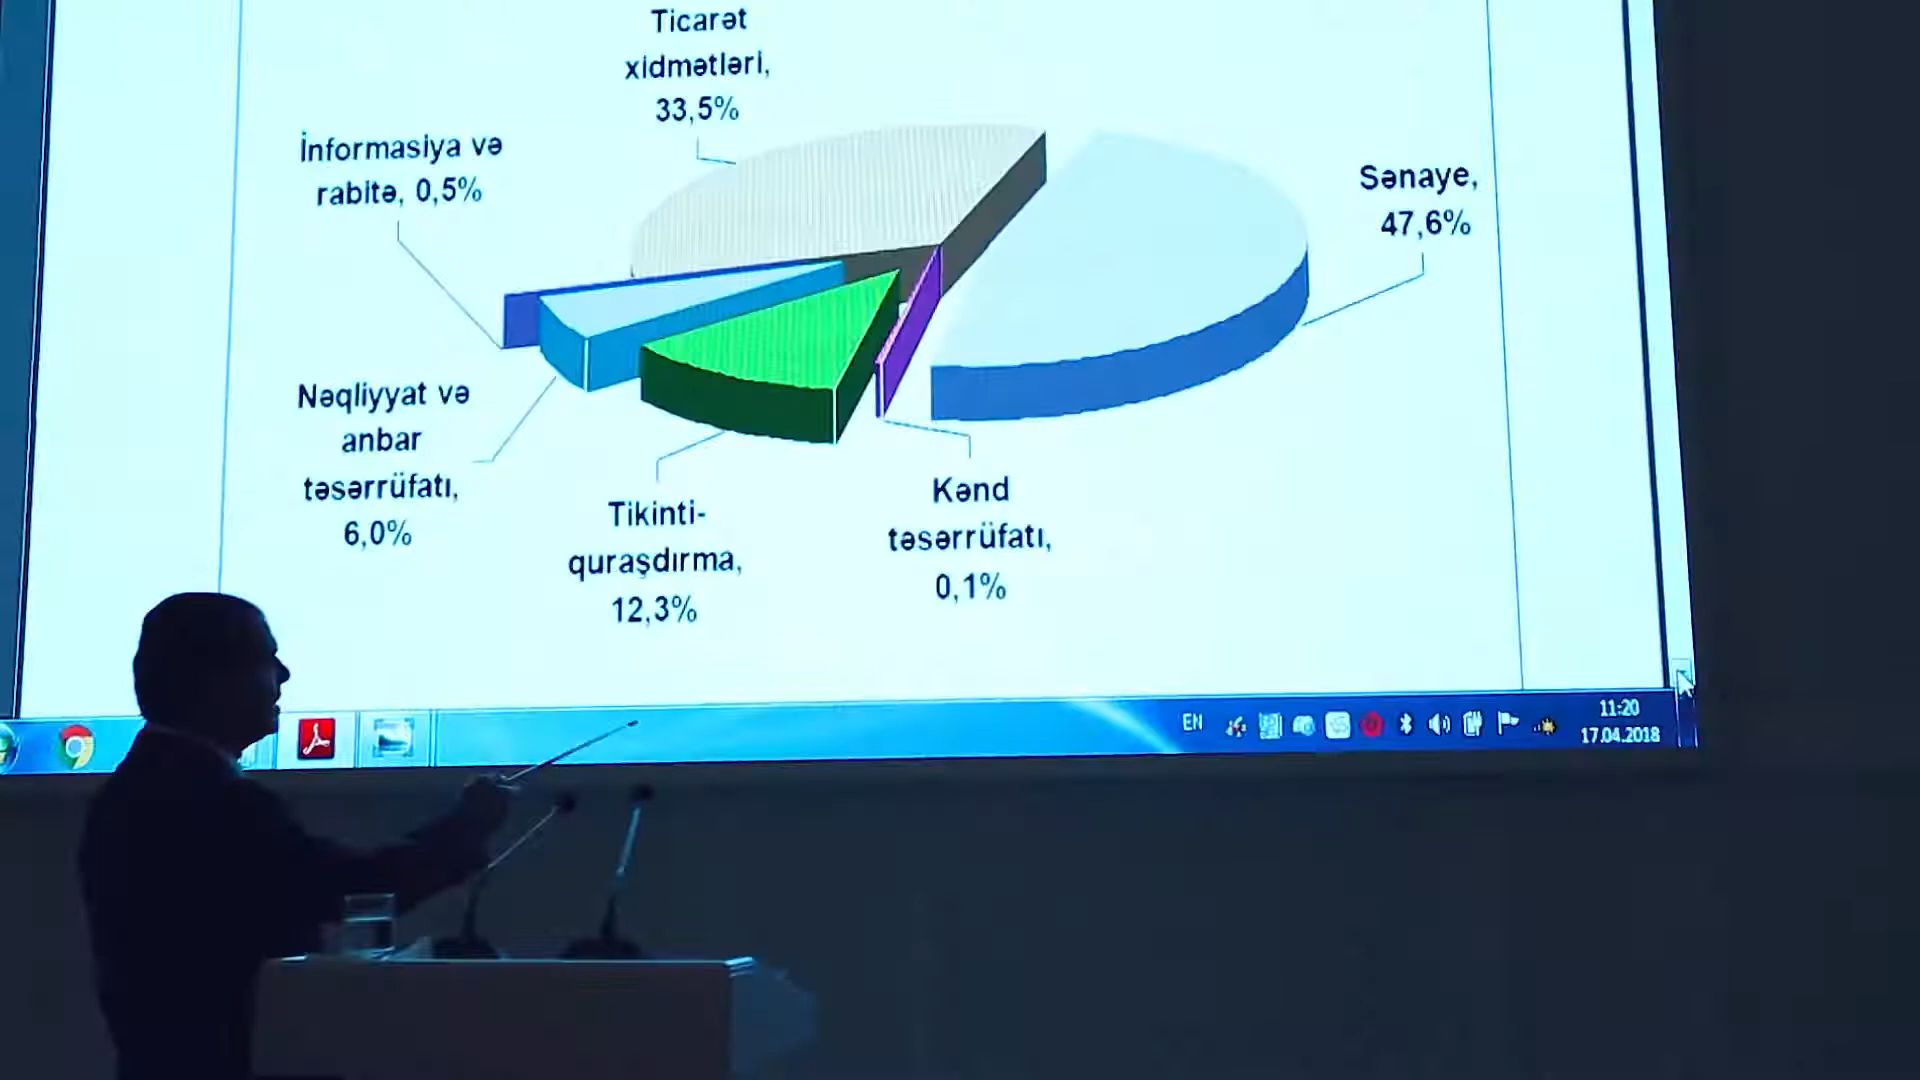 Ticarət
xidmətləri,
33,5%
İnformasiya və
rabitə, 0,5%
Sənaye,
47,6%
Nəqliyyat və
anbar
təsərrüfatı,
6,0%
Tikinti-
quraşdırma,
12,3%
Kənd
təsərrüfatı,
0,1%
EN
11:20
17.04.2018